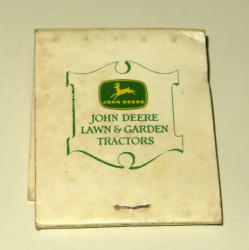 JOHN DEERE
JOHN DEERE
LAWN & GARDEN
TRACTORS